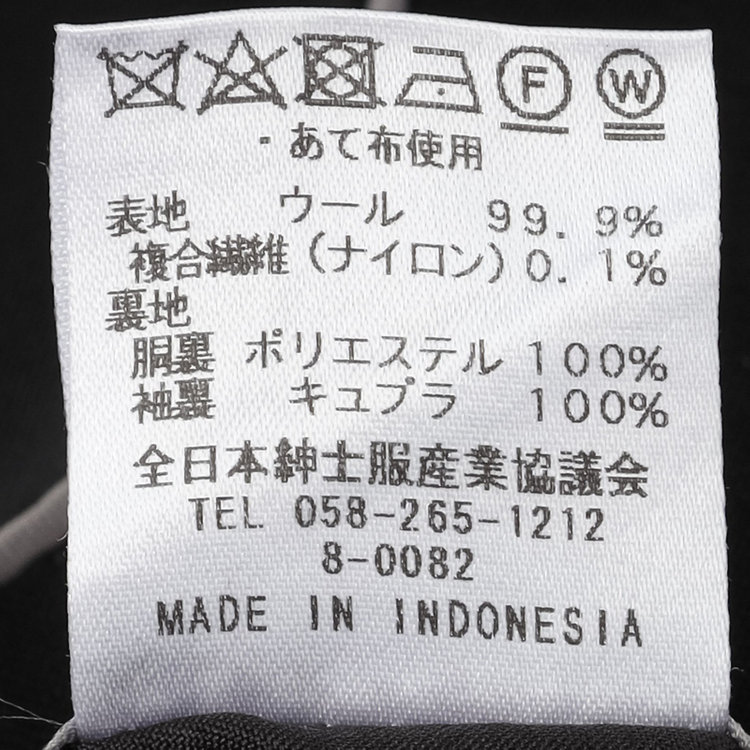 F W
・あて布使用
表地 ウール 99.9%
複合繊維(ナイロン)0.1%
裏地
胴裏 ポリエステル 100%
袖裏 キュプラ 100%
全日本紳士服産業協議会
TEL 058-265-1212
8-0082
MADE IN INDONESIA